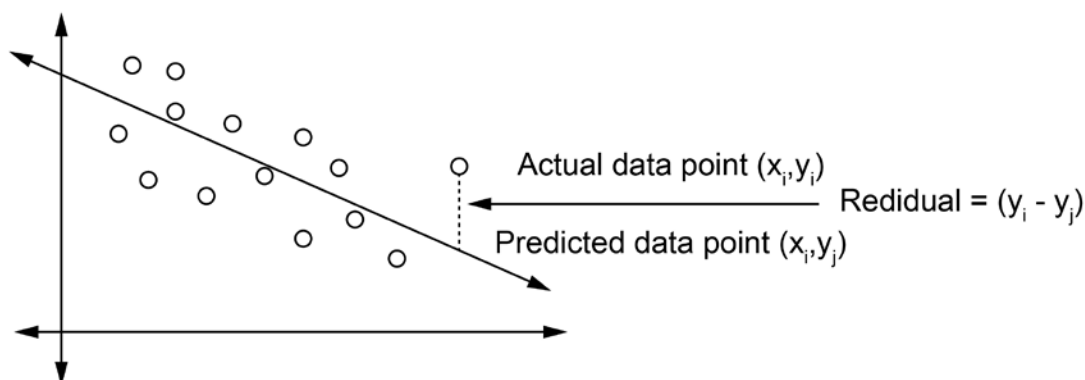 Actual data point (xᵢ,yᵢ)
Redidual = (yᵢ - yⱼ)
Predicted data point (xᵢ,yⱼ)